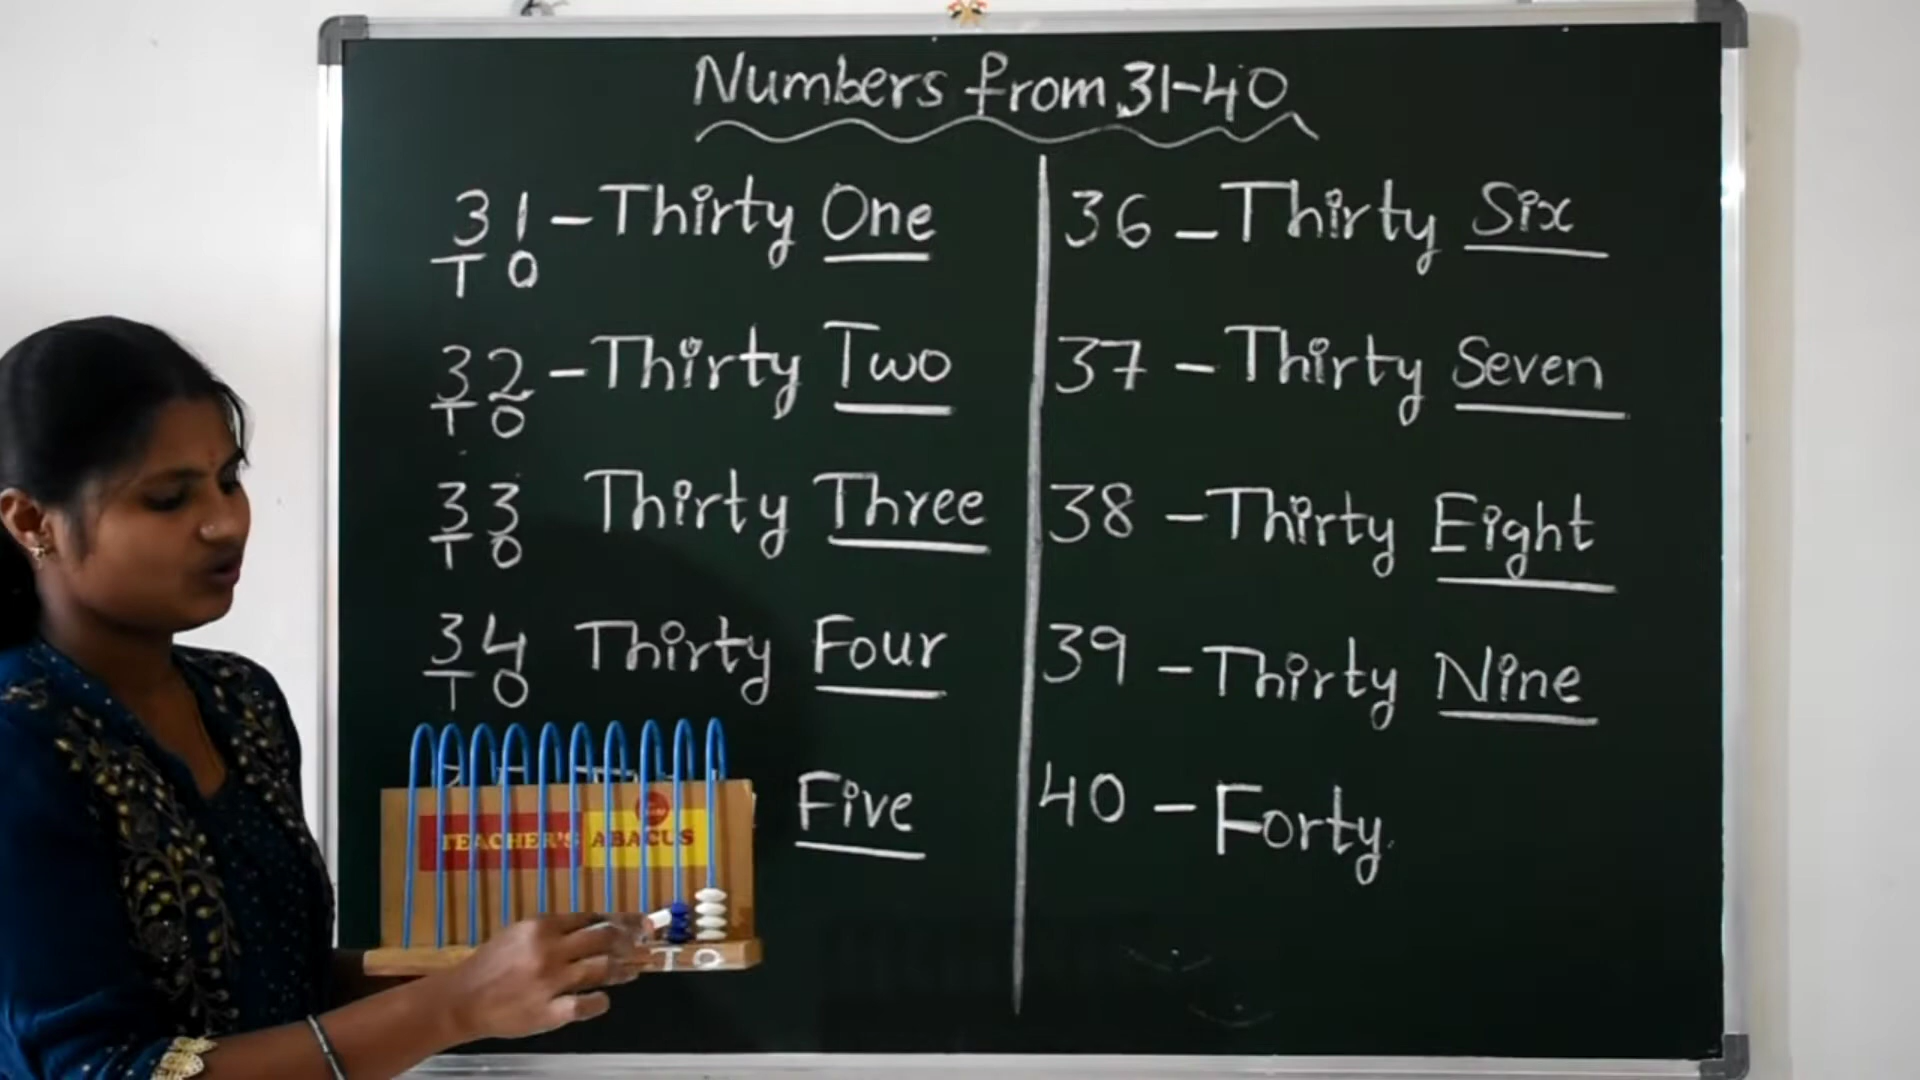 Numbers from 31-40
31 - Thirty One
T O
32 - Thirty Two
T O
33 Thirty Three
T O
34 Thirty Four
T O
Five
36 - Thirty Six
37 - Thirty Seven
38 - Thirty Eight
39 - Thirty Nine
40 - Forty.
TEACHER'S ABACUS
T O